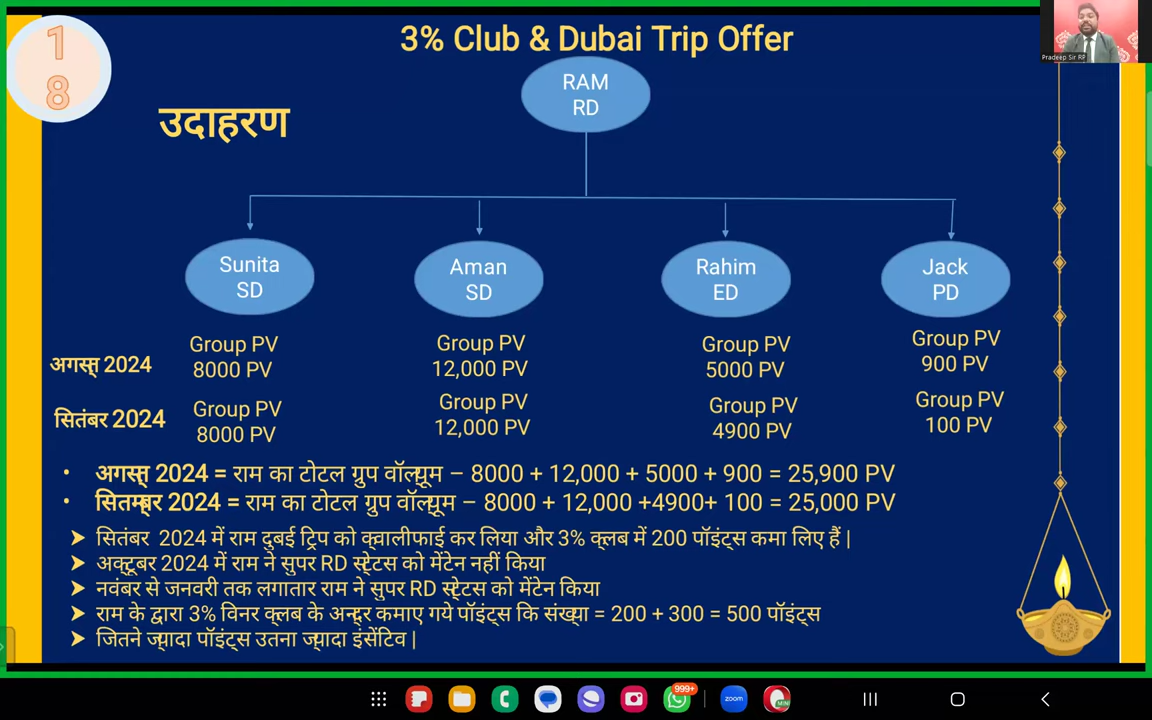 1
8
3% Club & Dubai Trip Offer
Pradeep Sir RP
उदाहरण
RAM
RD
Sunita
SD
Aman
SD
Rahim
ED
Jack
PD
अगस्त् 2024
Group PV
8000 PV
Group PV
12,000 PV
Group PV
5000 PV
Group PV
900 PV
सितंबर 2024
Group PV
8000 PV
Group PV
12,000 PV
Group PV
4900 PV
Group PV
100 PV
• अगस्त् 2024 = राम का टोटल ग्रुप वॉल्यूम – 8000 + 12,000 + 5000 + 900 = 25,900 PV
• सितम्बर 2024 = राम का टोटल ग्रुप वॉल्यूम – 8000 + 12,000 +4900+ 100 = 25,000 PV
➤ सितंबर 2024 में राम दुबई ट्रिप को क्वालीफाई कर लिया और 3% क्लब में 200 पॉइंट्स कमा लिए हैं |
➤ अक्टूबर 2024 में राम ने सुपर RD स्टेटस को मेंटेन नहीं किया
➤ नवंबर से जनवरी तक लगातार राम ने सुपर RD स्टेटस को मेंटेन किया
➤ राम के द्वारा 3% विनर क्लब के अन्दर कमाए गये पॉइंट्स कि संख्या = 200 + 300 = 500 पॉइंट्स
➤ जितने ज्यादा पॉइंट्स उतना ज्यादा इंसेंटिव |
999+
zoom
MINI